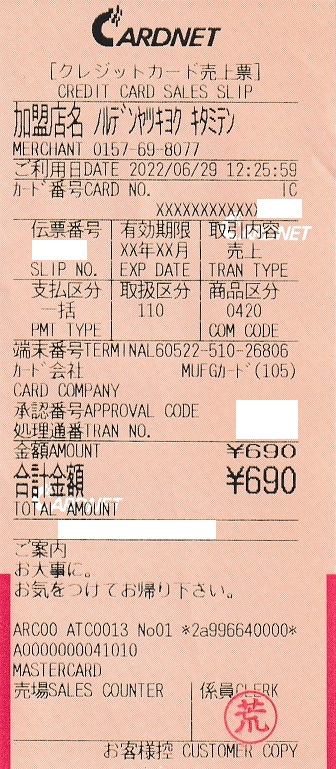 CARDNET
[クレジットカード売上票]
CREDIT CARD SALES SLIP
加盟店名 ノルデンヤツキヨク キタミテン
MERCHANT 0157-69-8077
ご利用日DATE 2022/06/29 12:25:59
カード番号CARD NO. IC
XXXXXXXXXXXX
伝票番号 有効期限 取引内容
XX年XX月 売上
SLIP NO. EXP DATE TRAN TYPE
支払区分 取扱区分 商品区分
一括 110 0420
PMT TYPE COM CODE
端末番号TERMINAL60522-510-26806
カード会社 MUFGカード(105)
CARD COMPANY
承認番号APPROVAL CODE
処理通番TRAN NO.
金額AMOUNT ¥690
合計金額 ¥690
TOTAL AMOUNT
ご案内
お大事に。
お気をつけてお帰り下さい。
ARC00 ATC0013 No01 *2a996640000*
A0000000041010
MASTERCARD
売場SALES COUNTER 係員CLERK
荒
お客様控 CUSTOMER COPY